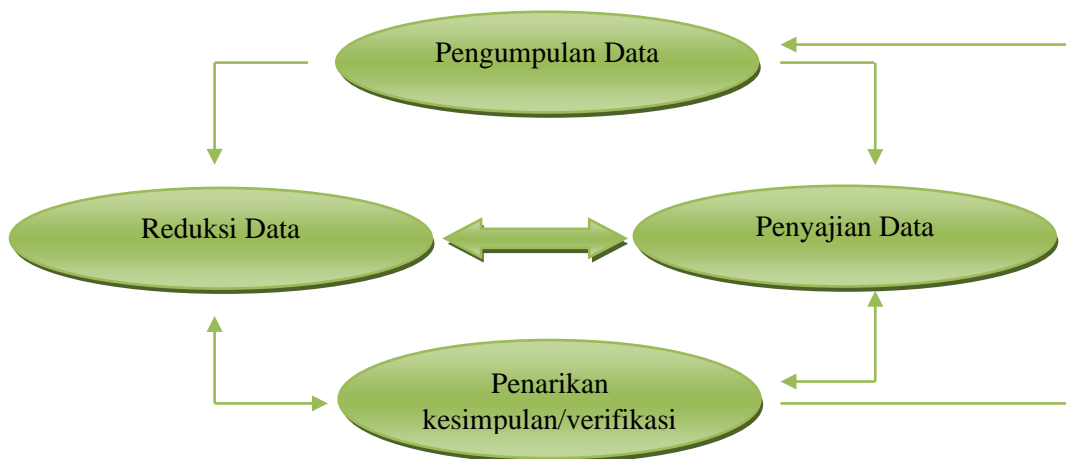 Pengumpulan Data
Reduksi Data
Penyajian Data
Penarikan
kesimpulan/verifikasi